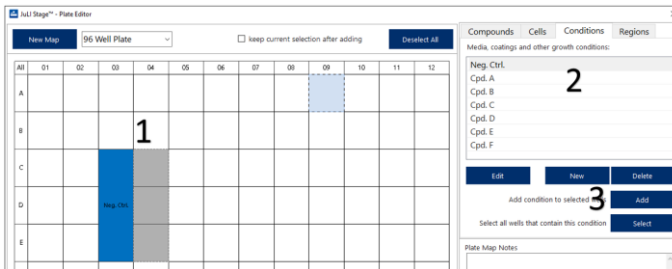 JuLI Stage™ - Plate Editor
New Map
96 Well Plate
keep current selection after adding
Deselect All
All 01 02 03 04 05 06 07 08 09 10 11 12
A
B
C
D
E
1
Neg. Ctrl.
Compounds Cells Conditions Regions
Media, coatings and other growth conditions:
Neg. Ctrl.
Cpd. A
Cpd. B
Cpd. C
Cpd. D
Cpd. E
Cpd. F
2
Edit New Delete
Add condition to selected
3
Add
Select all wells that contain this condition
Select
Plate Map Notes